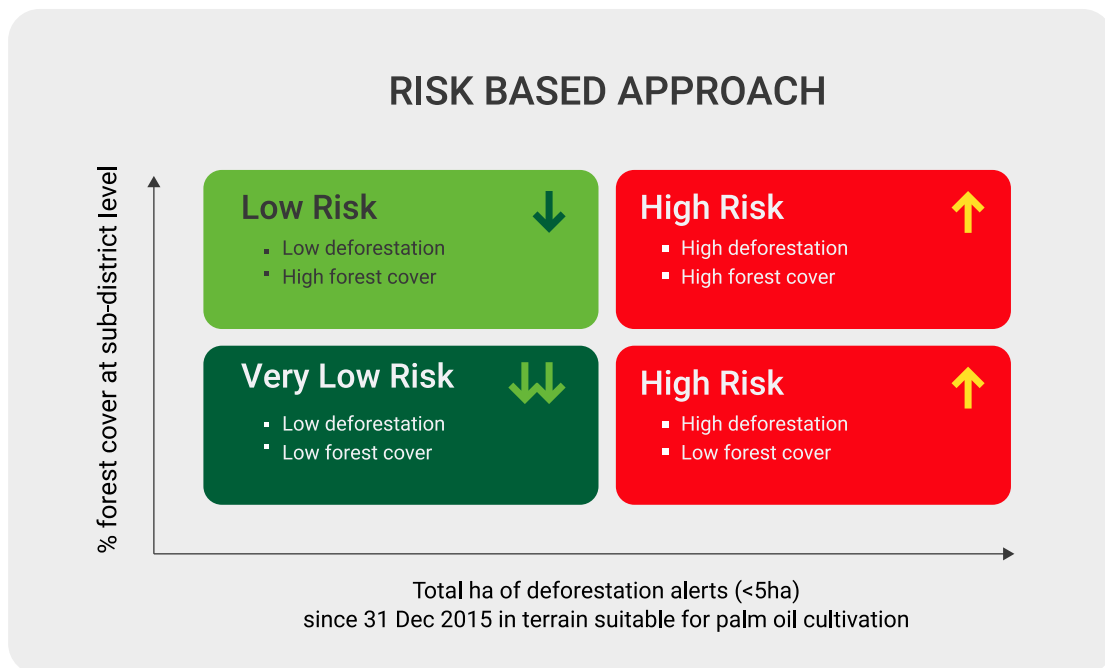 RISK BASED APPROACH
% forest cover at sub-district level
Low Risk
▪ Low deforestation
▪ High forest cover
High Risk
▪ High deforestation
▪ High forest cover
Very Low Risk
▪ Low deforestation
▪ Low forest cover
High Risk
▪ High deforestation
▪ Low forest cover
Total ha of deforestation alerts (<5ha)
since 31 Dec 2015 in terrain suitable for palm oil cultivation